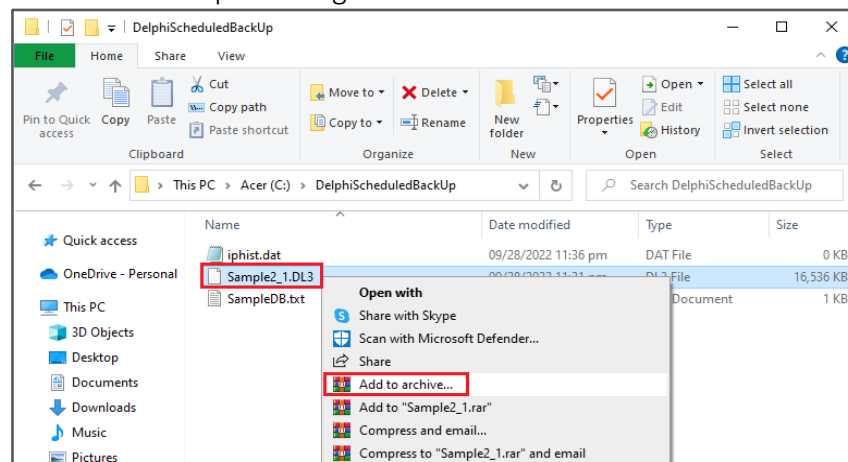 DelphiScheduledBackUp
File Home Share View
Pin to Quick access
Copy
Paste
Cut
Copy path
Paste shortcut
Clipboard
Move to
Copy to
Delete
Rename
Organize
New folder
New
Properties
Open
Edit
History
Open
Select all
Select none
Invert selection
Select
This PC > Acer (C:) > DelphiScheduledBackUp
Search DelphiScheduledBackUp
Quick access
OneDrive - Personal
This PC
3D Objects
Desktop
Documents
Downloads
Music
Pictures
Name Date modified Type Size
iphist.dat 09/28/2022 11:36 pm DAT File 0 KB
Sample2_1.DL3 16,536 KB
SampleDB.txt Document 1 KB
Open with
Share with Skype
Scan with Microsoft Defender...
Share
Add to archive...
Add to "Sample2_1.rar"
Compress and email...
Compress to "Sample2_1.rar" and email